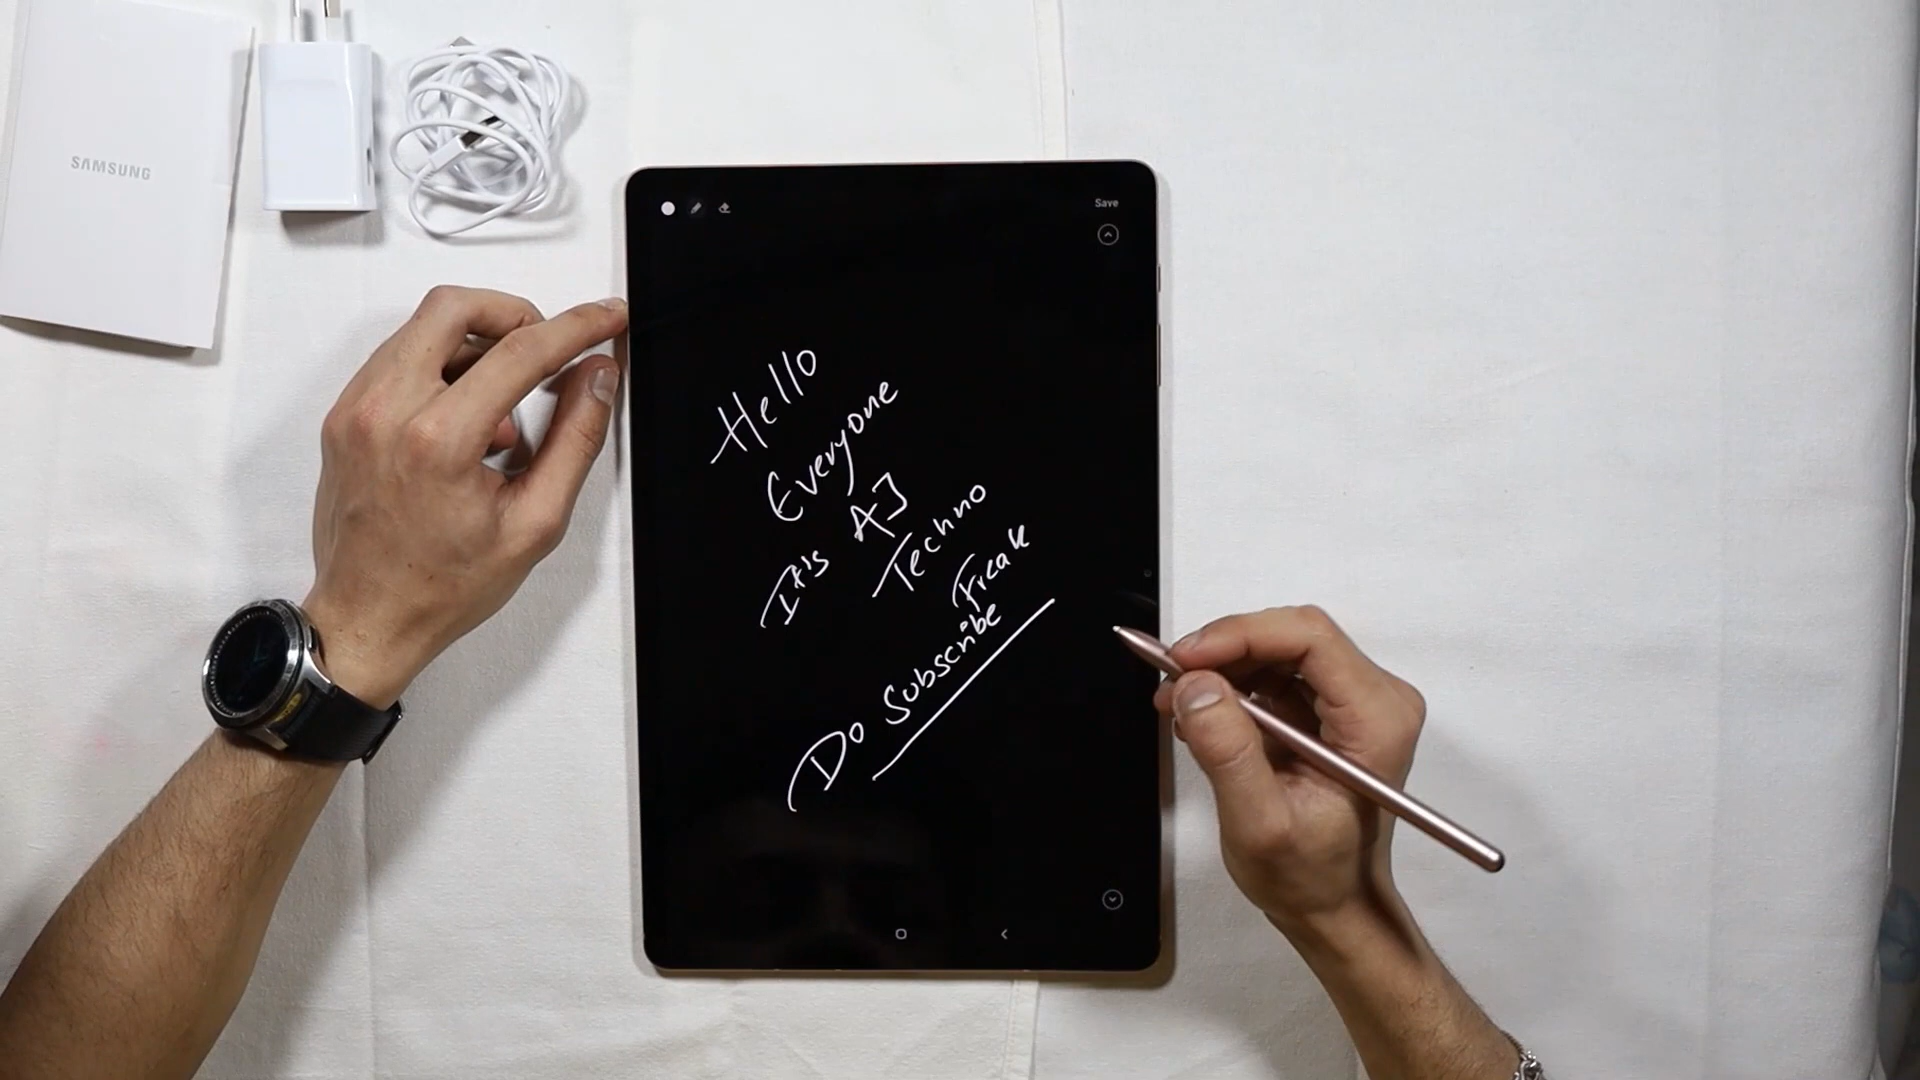 SAMSUNG
Save
Hello
Everyone
It's AJ
Techno
Freak
Do Subscribe